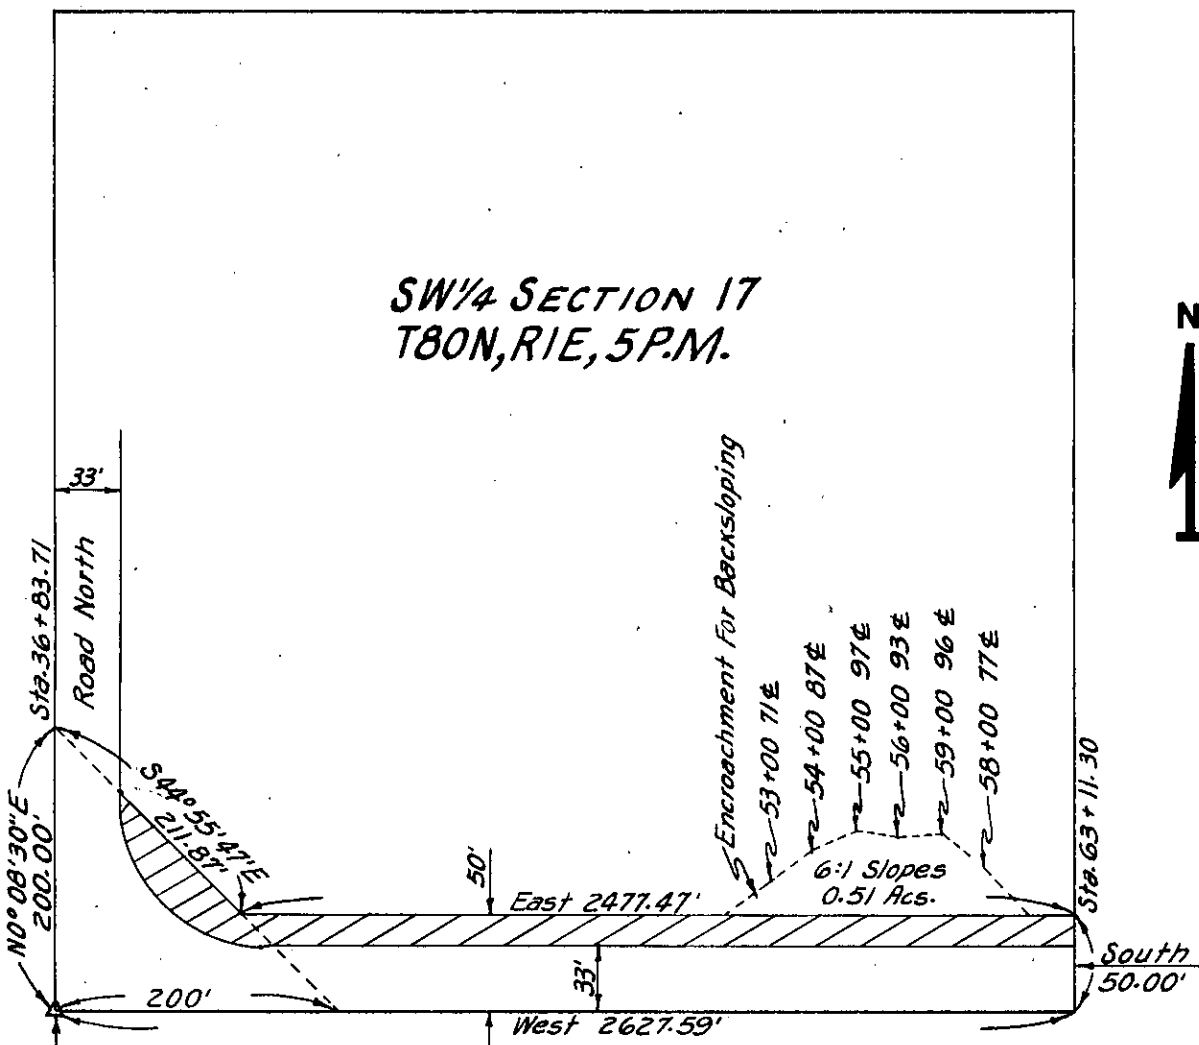 SW 1/4 SECTION 17
T80N, R1E, 5 P.M.
N
33'
Road North
Sta. 36+83.71
N0°08'30"E
200.00'
S44°55'47"E
211.87'
200'
50'
East 2477.47'
33'
West 2627.59'
Encroachment For Backsloping
53+00 71 ℄
54+00 87 ℄
55+00 97 ℄
56+00 93 ℄
59+00 96 ℄
58+00 77 ℄
6:1 Slopes
0.51 Acs.
Sta. 63+11.30
South
50.00'